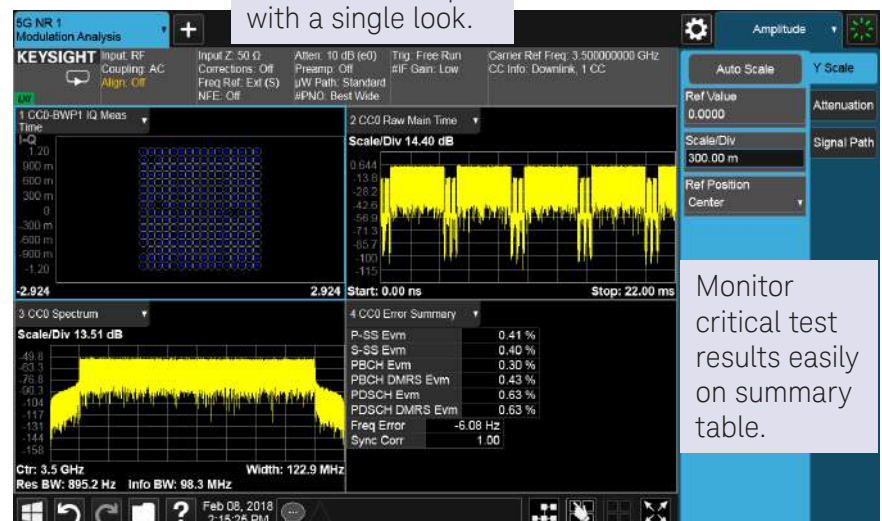 with a single look.
5G NR 1
Modulation Analysis
+
Amplitude
KEYSIGHT
Input: RF
Coupling: AC
Align: Off
Input Z: 50 Ω
Corrections: Off
Freq Ref: Ext (S)
NFE: Off
Atten: 10 dB (e0)
Preamp: Off
µW Path: Standard
#PNO: Best Wide
Trig: Free Run
#IF Gain: Low
Carrier Ref Freq: 3.500000000 GHz
CC Info: Downlink, 1 CC
LXI
1 CC0-BWP1 IQ Meas
Time
I-Q
1.20
900 m
600 m
300 m
0
-300 m
-600 m
-900 m
-1.20
-2.924
2.924
2 CC0 Raw Main Time
Scale/Div 14.40 dB
0.644
-13.8
-28.2
-42.6
-56.9
-71.3
-85.7
-100
-115
Start: 0.00 ns
Stop: 22.00 ms
3 CC0 Spectrum
Scale/Div 13.51 dB
-49.8
-63.3
-76.8
-90.3
-104
-117
-131
-144
-158
Ctr: 3.5 GHz
Width: 122.9 MHz
Res BW: 895.2 Hz Info BW: 98.3 MHz
4 CC0 Error Summary
P-SS Evm 0.41 %
S-SS Evm 0.40 %
PBCH Evm 0.30 %
PBCH DMRS Evm 0.43 %
PDSCH Evm 0.63 %
PDSCH DMRS Evm 0.63 %
Freq Error -6.08 Hz
Sync Corr 1.00
Auto Scale
Ref Value
0.0000
Scale/Div
300.00 m
Ref Position
Center
Y Scale
Attenuation
Signal Path
Monitor
critical test
results easily
on summary
table.
?
Feb 08, 2018
2:15:25 PM